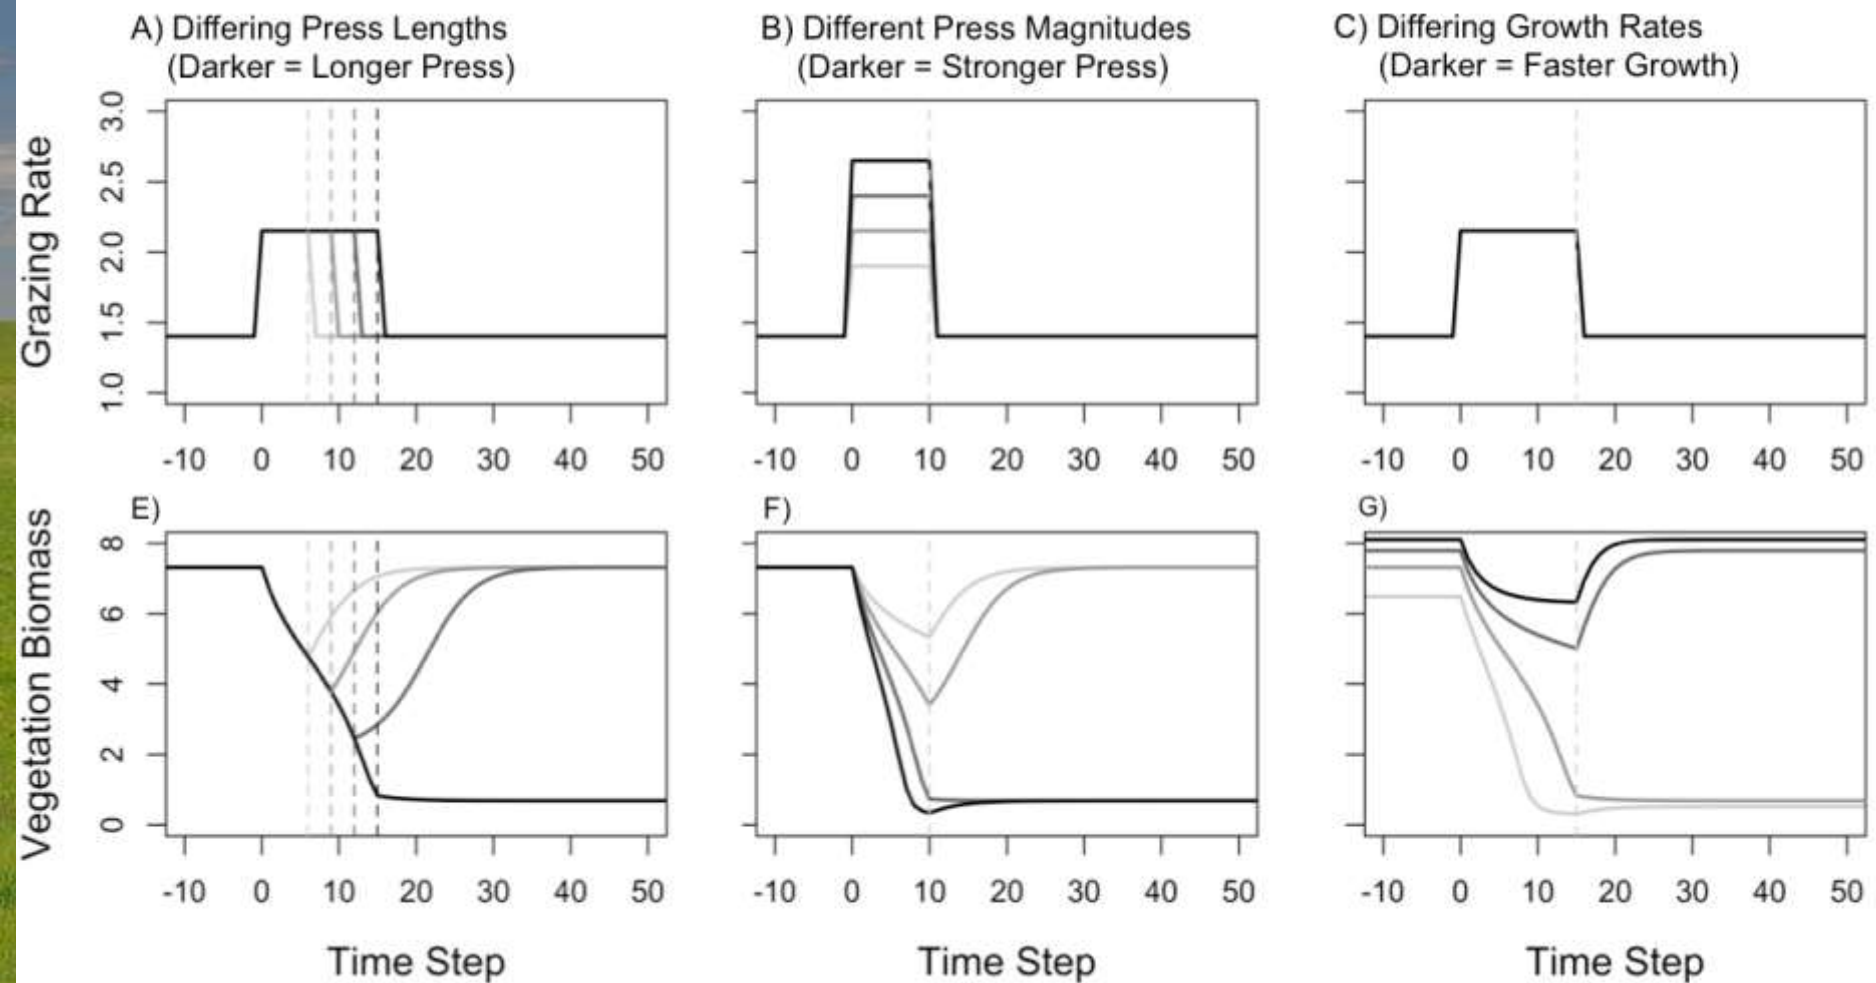 A) Differing Press Lengths
(Darker = Longer Press)
B) Different Press Magnitudes
(Darker = Stronger Press)
C) Differing Growth Rates
(Darker = Faster Growth)
Grazing Rate
3.0
2.5
2.0
1.5
1.0
-10 0 10 20 30 40 50
-10 0 10 20 30 40 50
-10 0 10 20 30 40 50
E)
F)
G)
Vegetation Biomass
8
6
4
2
0
-10 0 10 20 30 40 50
-10 0 10 20 30 40 50
-10 0 10 20 30 40 50
Time Step
Time Step
Time Step